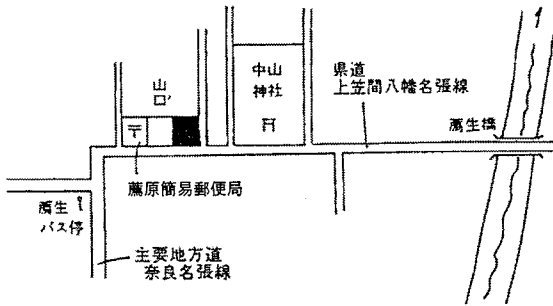 山口
中山
神社
県道
上笠間八幡名張線
薦生橋
〒
薦原簡易郵便局
薦生
バス停
主要地方道
奈良名張線